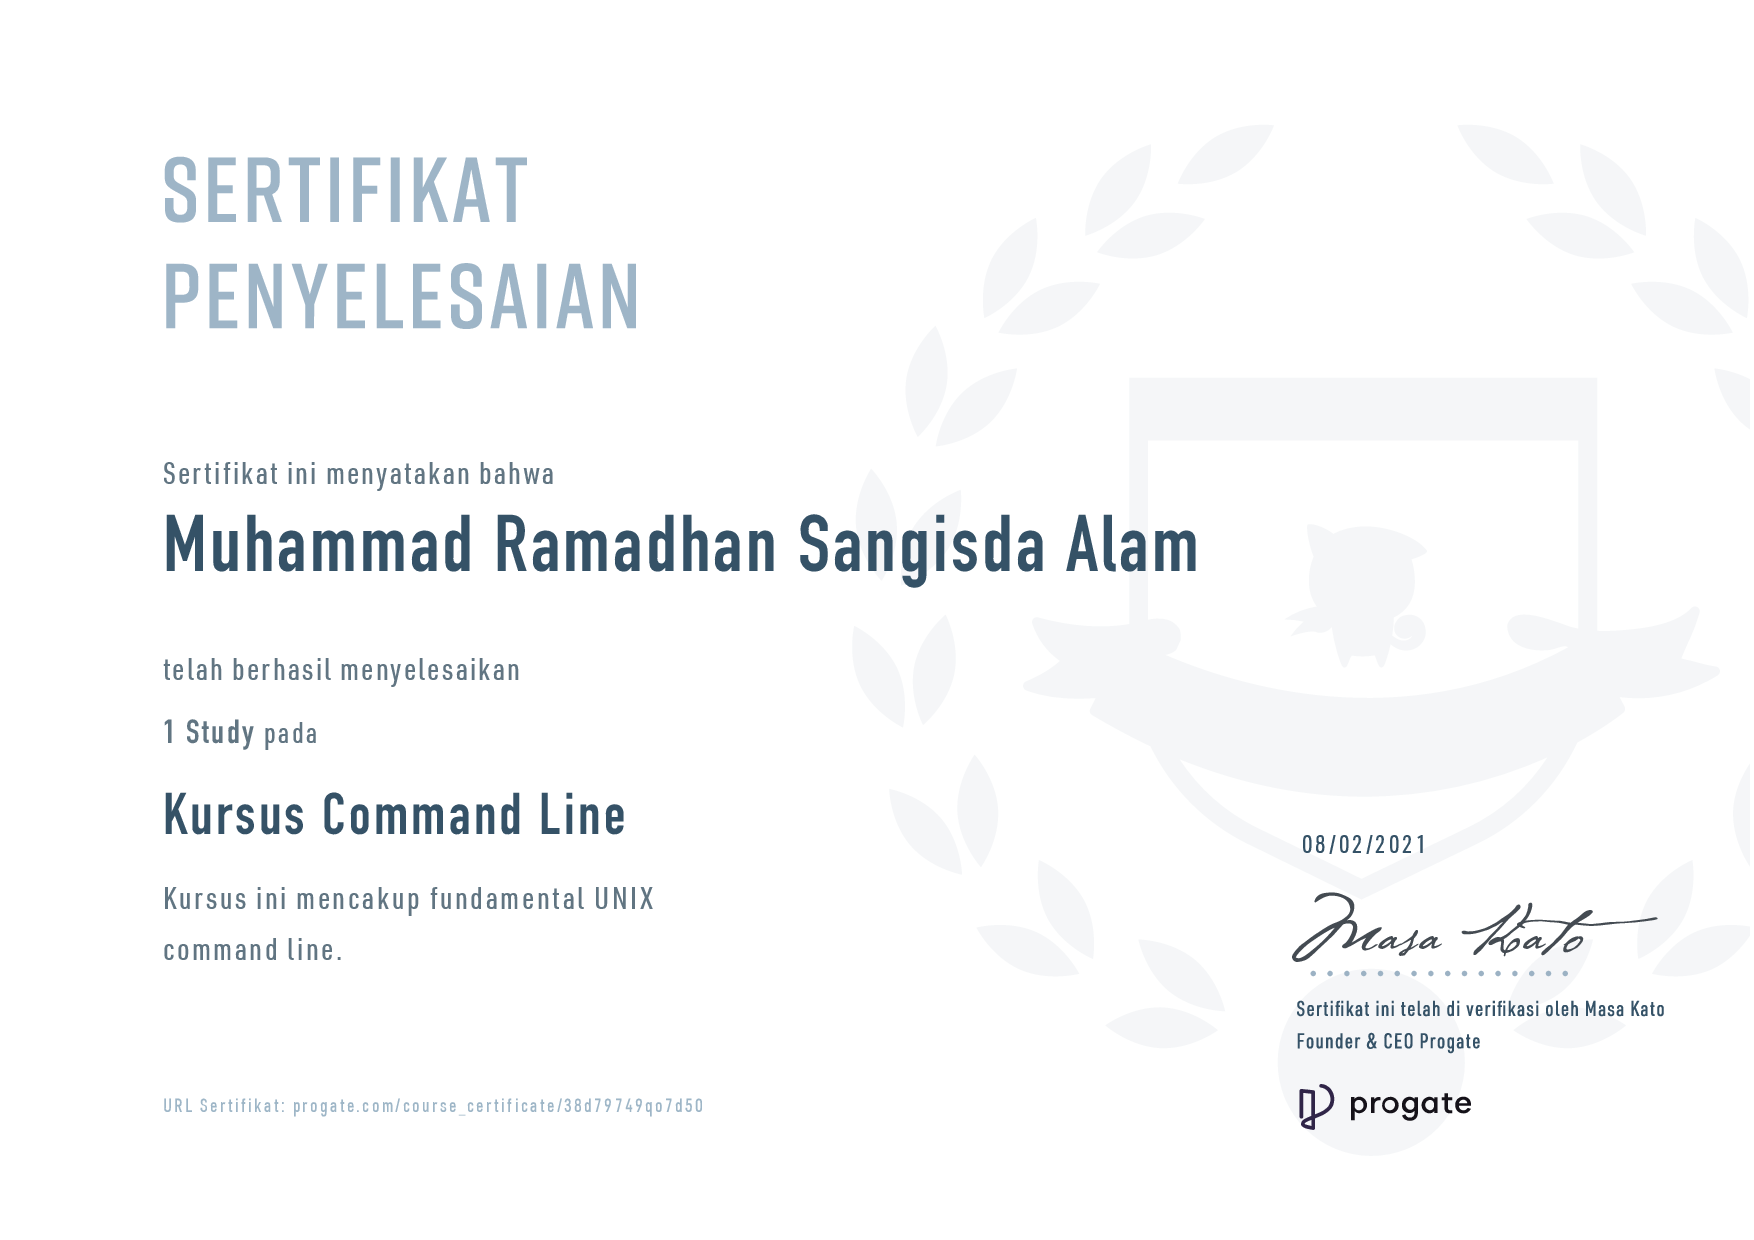 SERTIFIKAT
PENYELESAIAN
Sertifikat ini menyatakan bahwa
Muhammad Ramadhan Sangisda Alam
telah berhasil menyelesaikan
1 Study pada
Kursus Command Line
Kursus ini mencakup fundamental UNIX
command line.
08/02/2021
Masa Kato
Sertifikat ini telah di verifikasi oleh Masa Kato
Founder & CEO Progate
progate
URL Sertifikat: progate.com/course_certificate/38d79749qo7d50